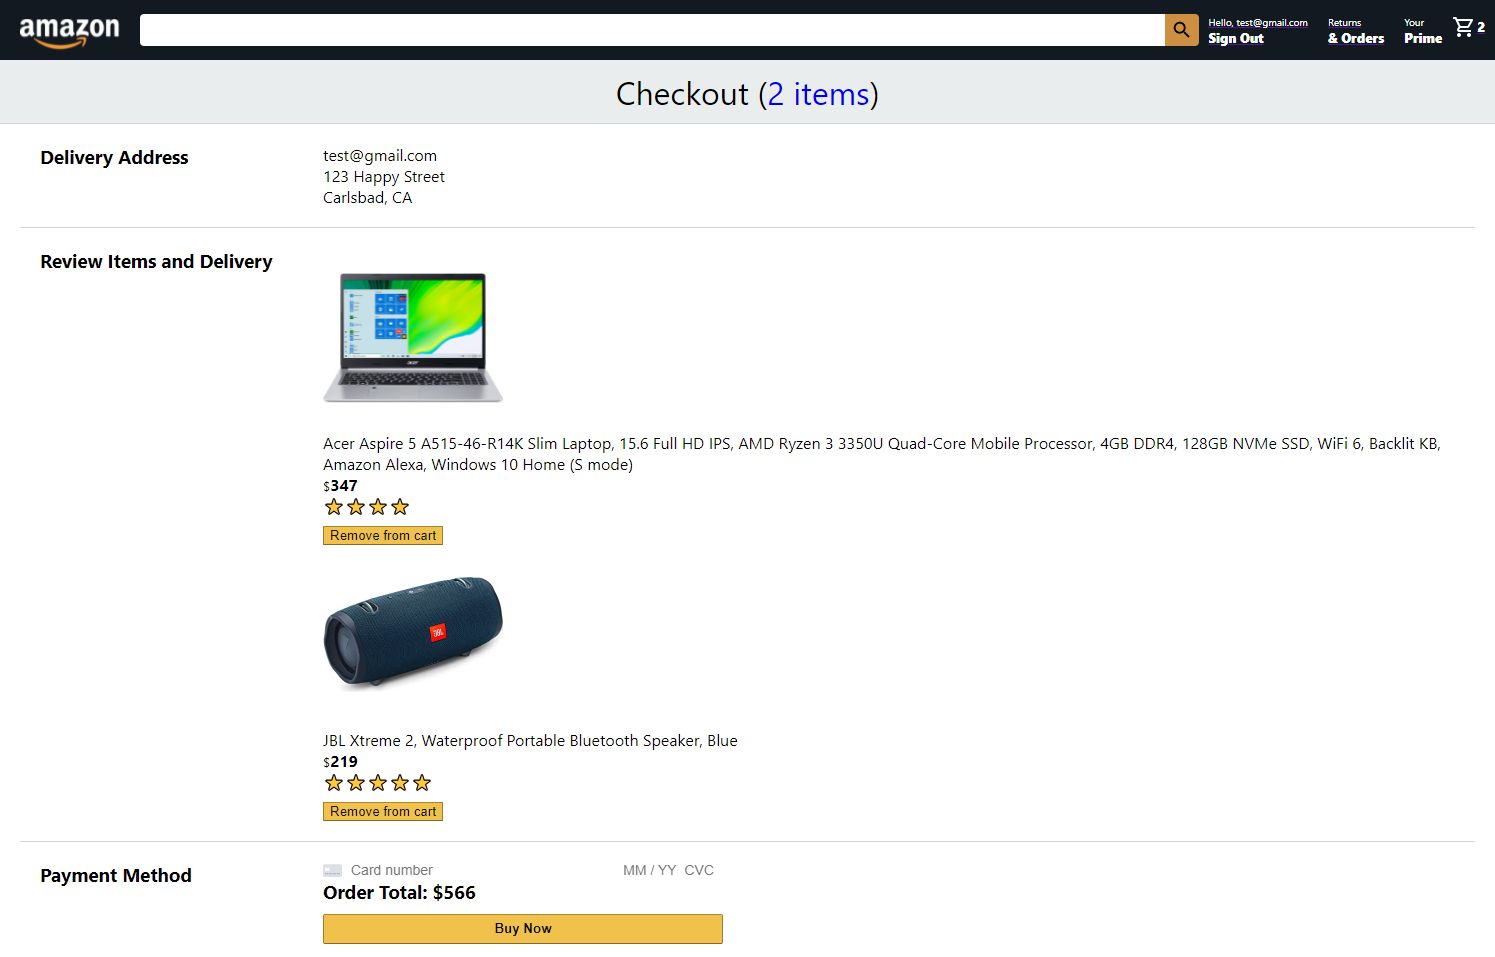 amazon
Hello, test@gmail.com
Sign Out
Returns
& Orders
Your
Prime
2
Checkout (2 items)
Delivery Address
test@gmail.com
123 Happy Street
Carlsbad, CA
Review Items and Delivery
acer
Acer Aspire 5 A515-46-R14K Slim Laptop, 15.6 Full HD IPS, AMD Ryzen 3 3350U Quad-Core Mobile Processor, 4GB DDR4, 128GB NVMe SSD, WiFi 6, Backlit KB,
Amazon Alexa, Windows 10 Home (S mode)
$347
Remove from cart
JBL
JBL Xtreme 2, Waterproof Portable Bluetooth Speaker, Blue
$219
Remove from cart
Payment Method
Card number
MM / YY CVC
Order Total: $566
Buy Now